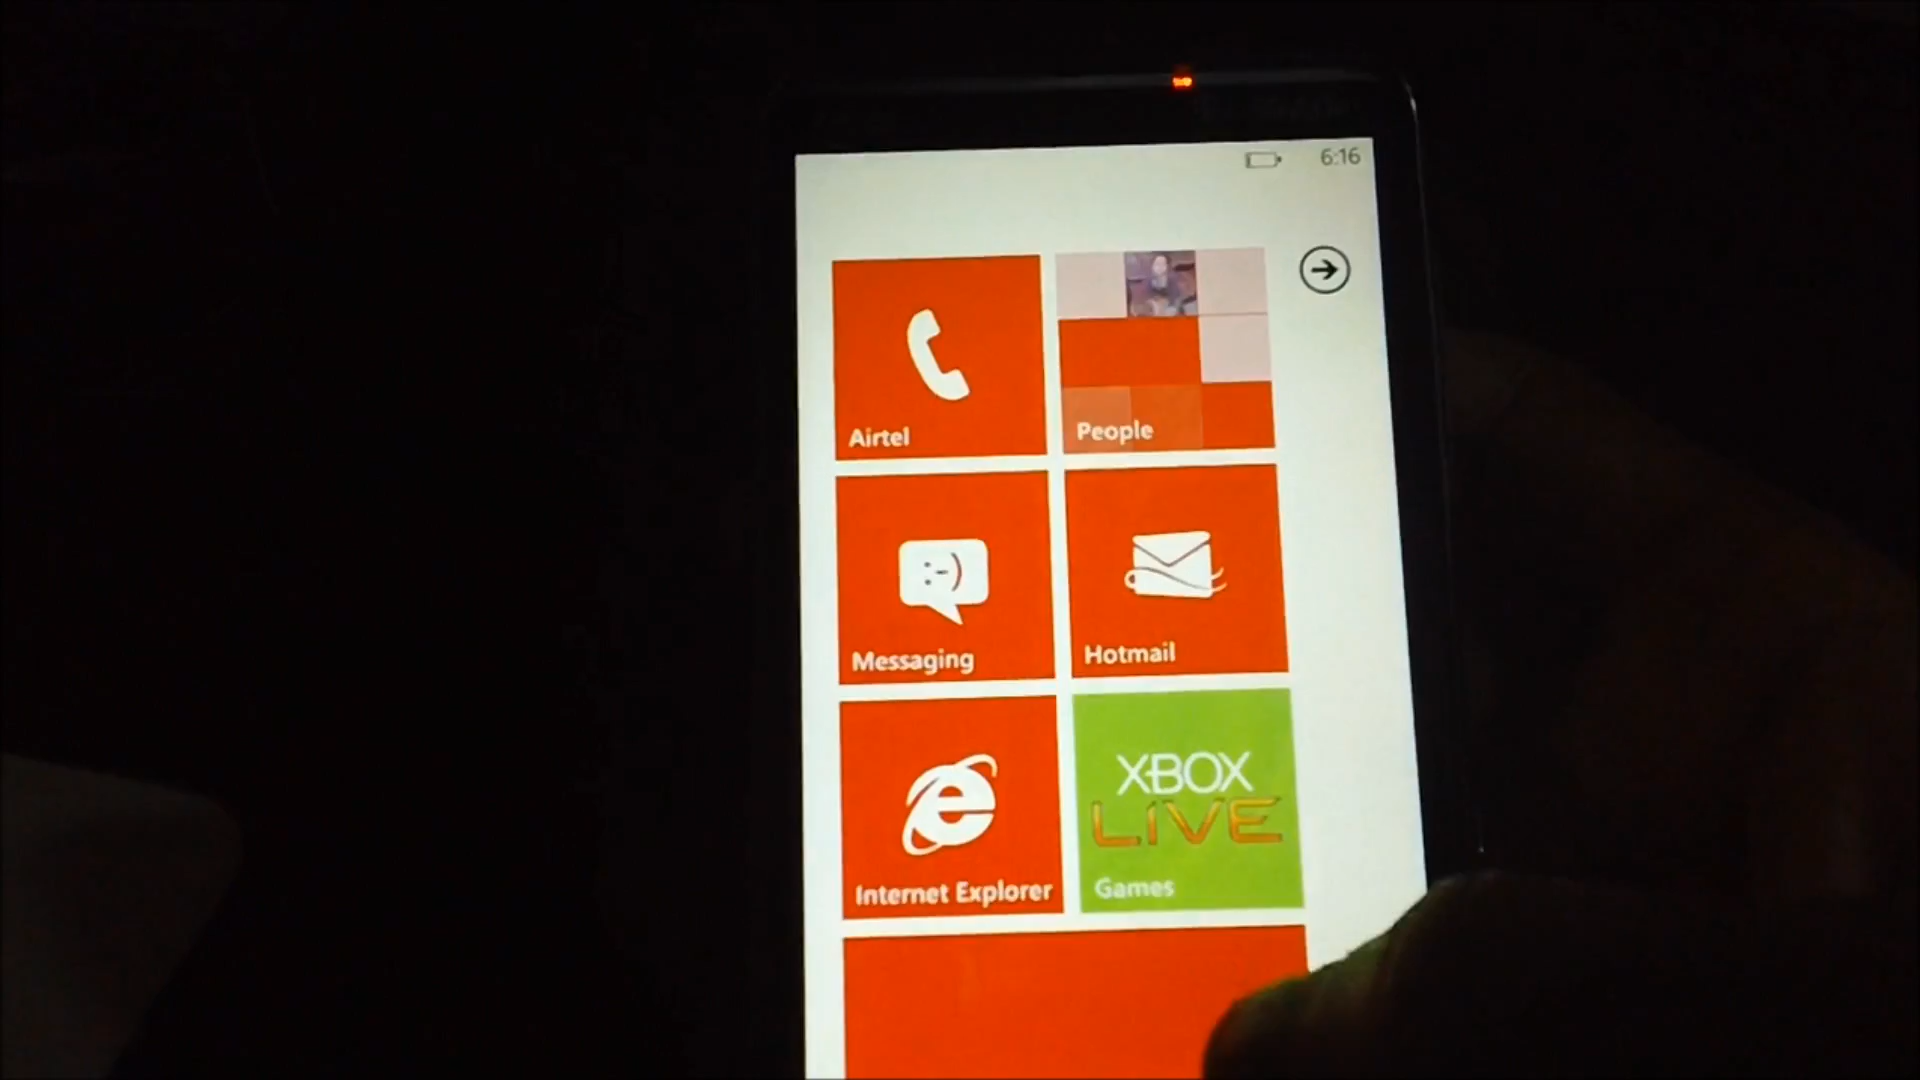 6:16
Airtel
People
Messaging
Hotmail
Internet Explorer
XBOX
LIVE
Games